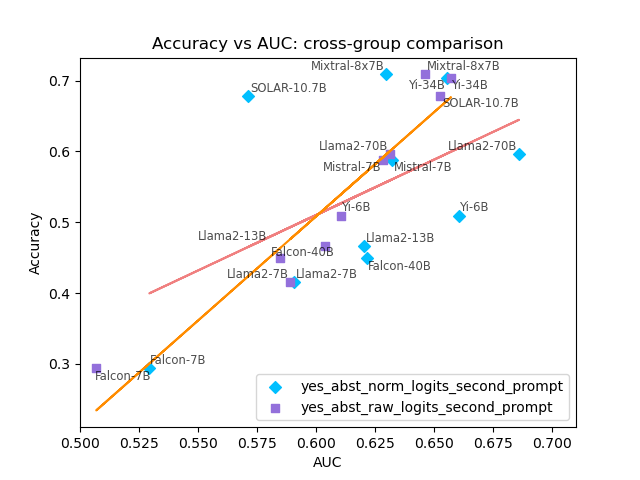 Accuracy vs AUC: cross-group comparison
Mixtral-8x7B Mixtral-8x7B
0.7
SOLAR-10.7B Yi-34B Yi-34B
SOLAR-10.7B
Llama2-70B Llama2-70B
0.6
Mistral-7B Mistral-7B
Yi-6B Yi-6B
0.5
Llama2-13B Llama2-13B
Falcon-40B Falcon-40B
Llama2-7B Llama2-7B
0.4
Falcon-7B
0.3
Falcon-7B
Accuracy
yes_abst_norm_logits_second_prompt
yes_abst_raw_logits_second_prompt
0.500 0.525 0.550 0.575 0.600 0.625 0.650 0.675 0.700
AUC